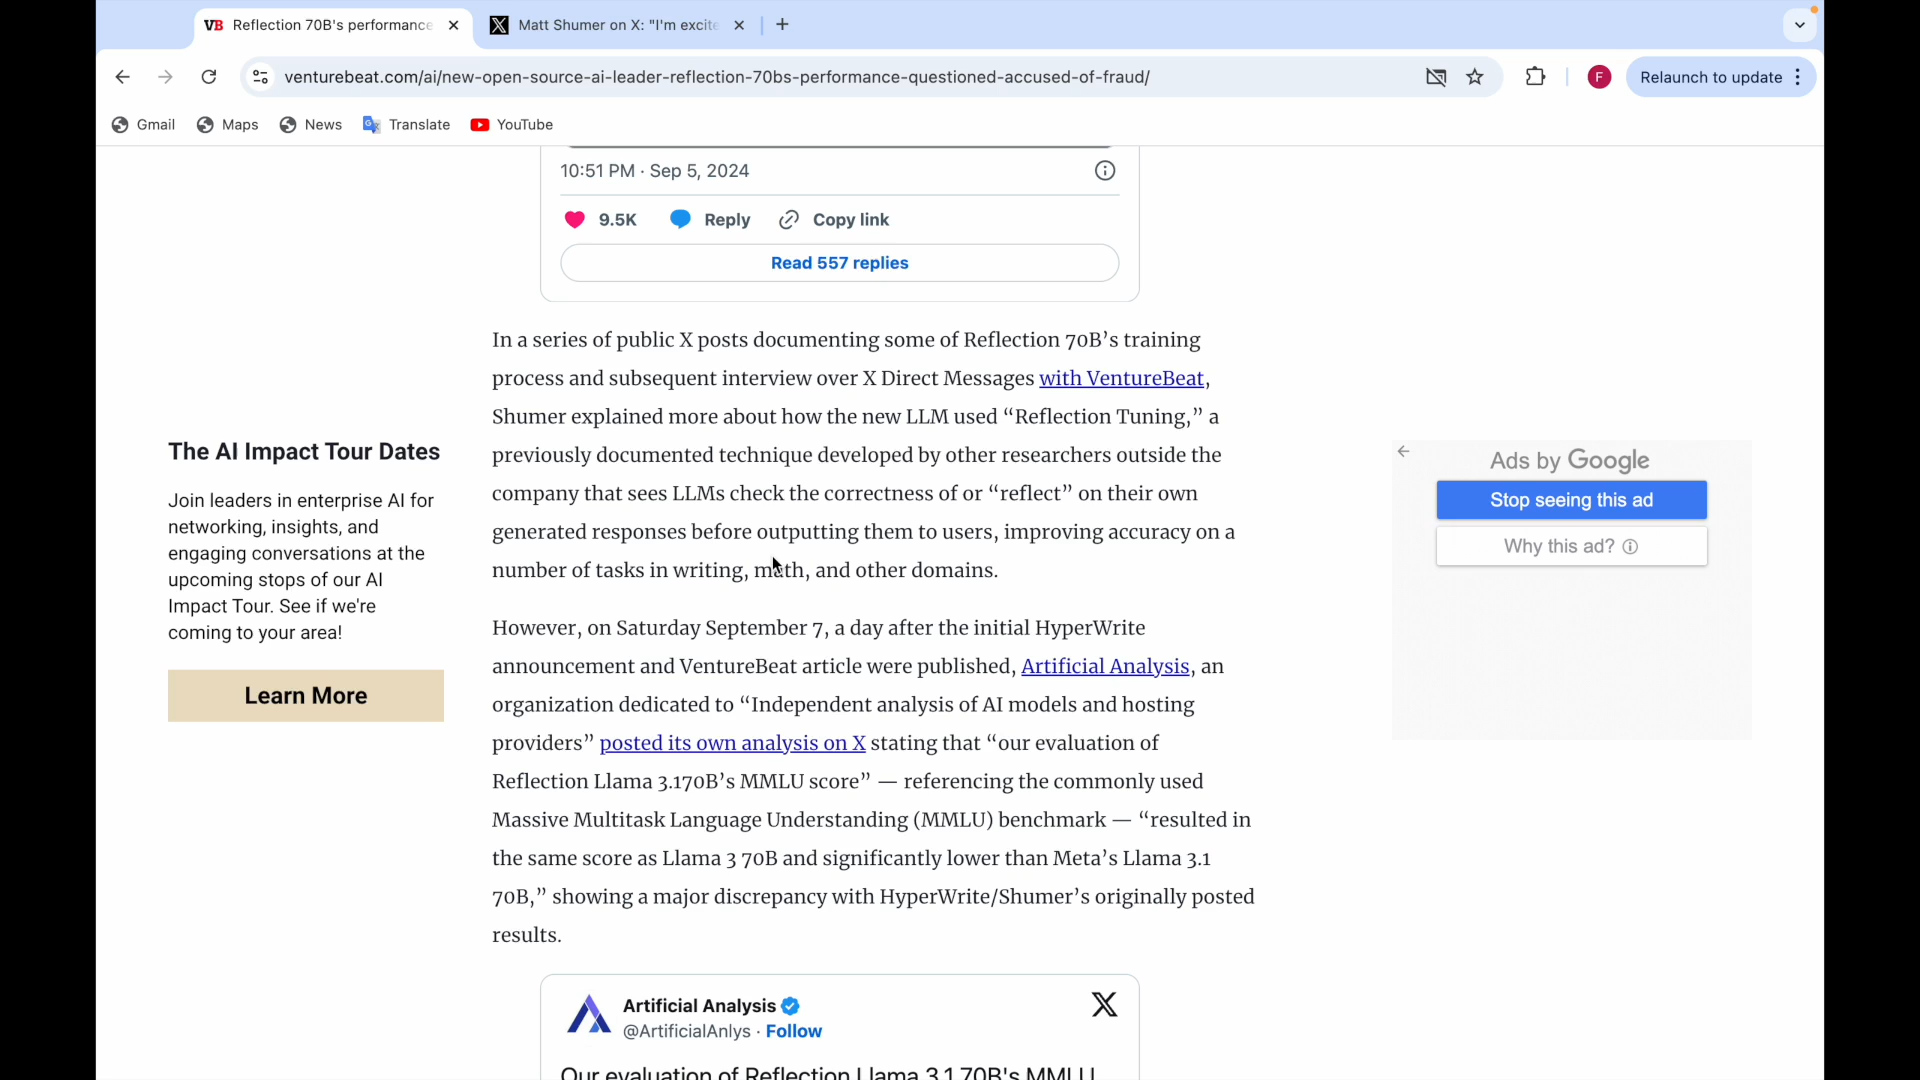 VB Reflection 70B's performance
Matt Shumer on X: "I'm excite
venturebeat.com/ai/new-open-source-ai-leader-reflection-70bs-performance-questioned-accused-of-fraud/
F
Relaunch to update
Gmail
Maps
News
Translate
YouTube
10:51 PM · Sep 5, 2024
9.5K
Reply
Copy link
Read 557 replies
In a series of public X posts documenting some of Reflection 70B’s training
process and subsequent interview over X Direct Messages with VentureBeat,
Shumer explained more about how the new LLM used “Reflection Tuning,” a
previously documented technique developed by other researchers outside the
company that sees LLMs check the correctness of or “reflect” on their own
generated responses before outputting them to users, improving accuracy on a
number of tasks in writing, math, and other domains.
However, on Saturday September 7, a day after the initial HyperWrite
announcement and VentureBeat article were published, Artificial Analysis, an
organization dedicated to “Independent analysis of AI models and hosting
providers” posted its own analysis on X stating that “our evaluation of
Reflection Llama 3.170B’s MMLU score” — referencing the commonly used
Massive Multitask Language Understanding (MMLU) benchmark — “resulted in
the same score as Llama 3 70B and significantly lower than Meta’s Llama 3.1
70B,” showing a major discrepancy with HyperWrite/Shumer’s originally posted
results.
Artificial Analysis
@ArtificialAnlys · Follow
Our evaluation of Reflection Llama 3.1 70B's MMLU
The AI Impact Tour Dates
Join leaders in enterprise AI for
networking, insights, and
engaging conversations at the
upcoming stops of our AI
Impact Tour. See if we're
coming to your area!
Learn More
Ads by Google
Stop seeing this ad
Why this ad?